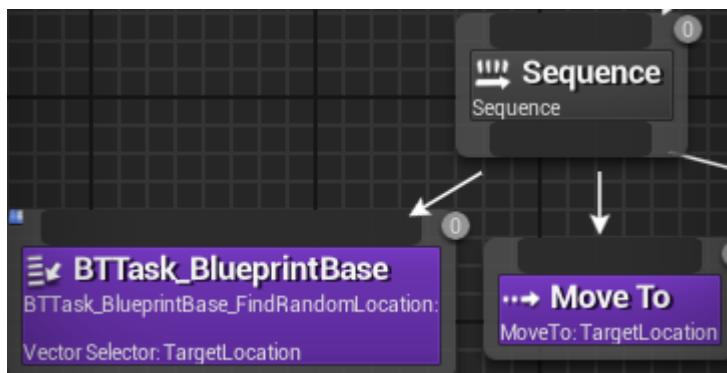 0
Sequence
Sequence
0
BTTask_BlueprintBase
BTTask_BlueprintBase_FindRandomLocation:
Vector Selector: TargetLocation
Move To
MoveTo: TargetLocation